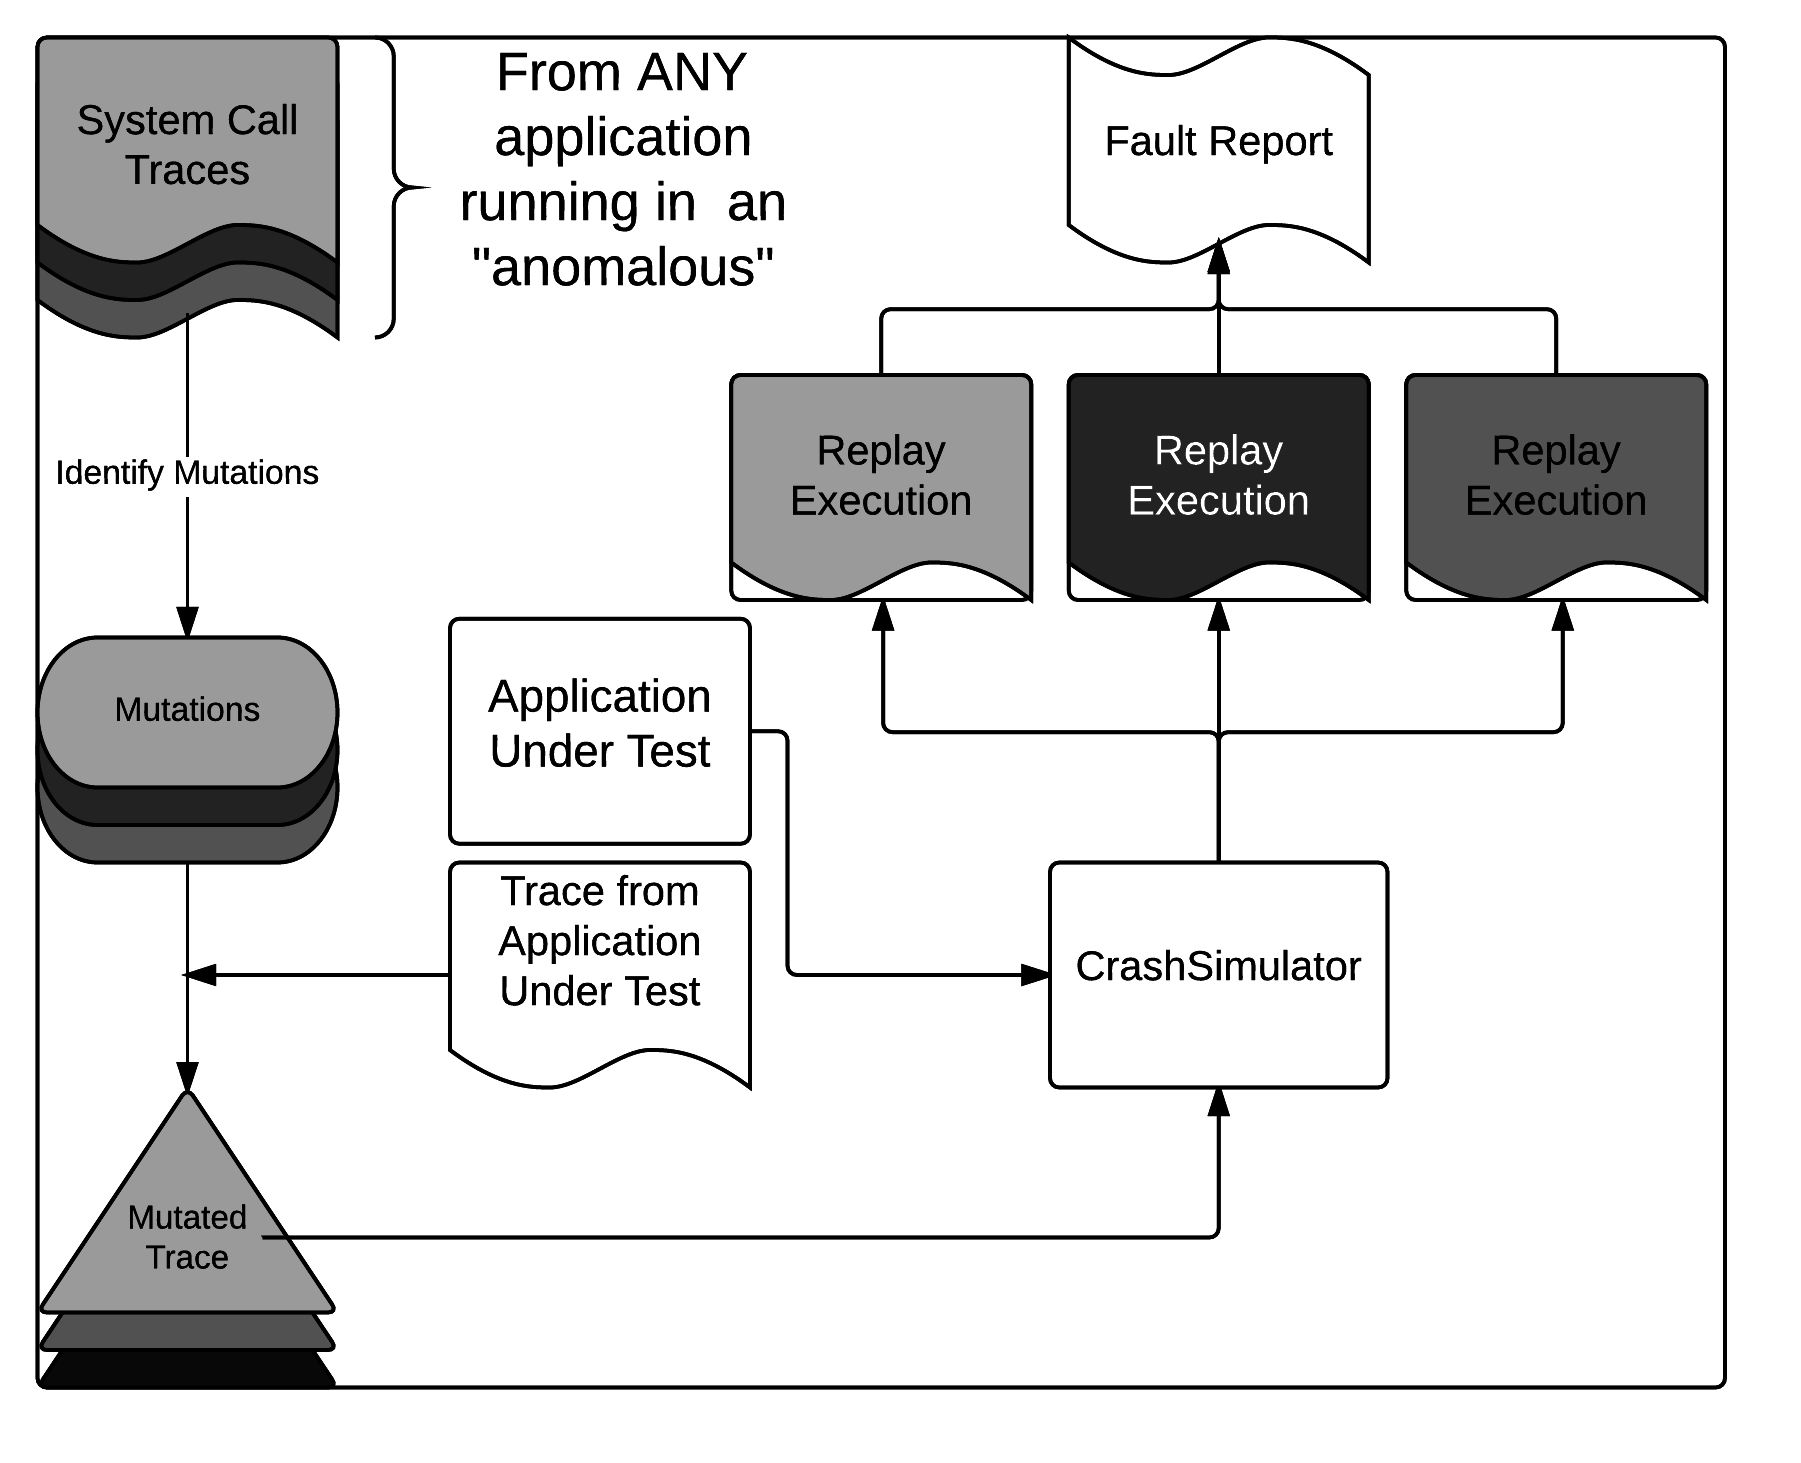 System Call
Traces
From ANY
application
running in  an
"anomalous"
Fault Report
Identify Mutations
Replay
Execution
Replay
Execution
Replay
Execution
Mutations
Application
Under Test
Trace from
Application
Under Test
CrashSimulator
Mutated
Trace